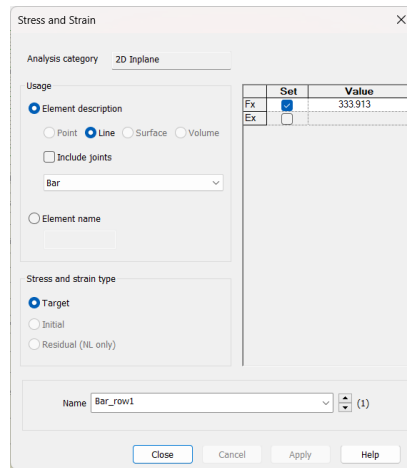 Stress and Strain
Analysis category 2D Inplane
Usage
Element description
Point Line Surface Volume
Include joints
Bar
Element name
Stress and strain type
Target
Initial
Residual (NL only)
Set Value
Fx 333.913
Ex
Name Bar_row1 (1)
Close Cancel Apply Help